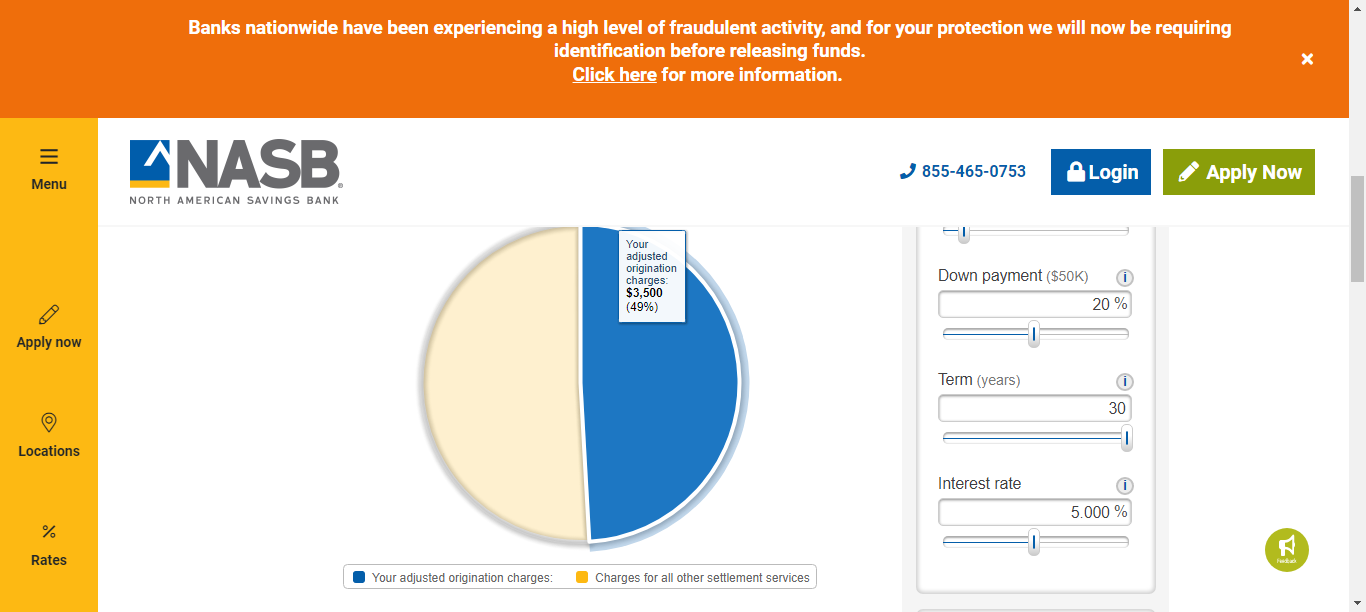 Banks nationwide have been experiencing a high level of fraudulent activity, and for your protection we will now be requiring
identification before releasing funds.
Click here for more information.
Menu
NASB
NORTH AMERICAN SAVINGS BANK
855-465-0753
Login
Apply Now
Apply now
Locations
Rates
Your
adjusted
origination
charges:
$3,500
(49%)
Your adjusted origination charges:
Charges for all other settlement services
Down payment ($50K)
20 %
Term (years)
30
Interest rate
5.000 %
Feedback